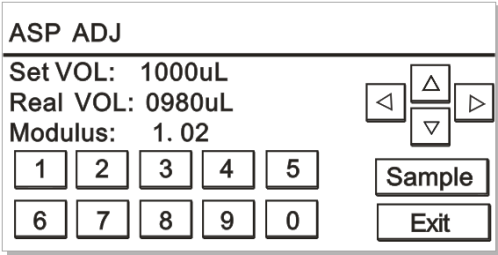 ASP ADJ
Set VOL: 1000uL
Real VOL: 0980uL
Modulus: 1. 02
1 2 3 4 5
Sample
6 7 8 9 0
Exit